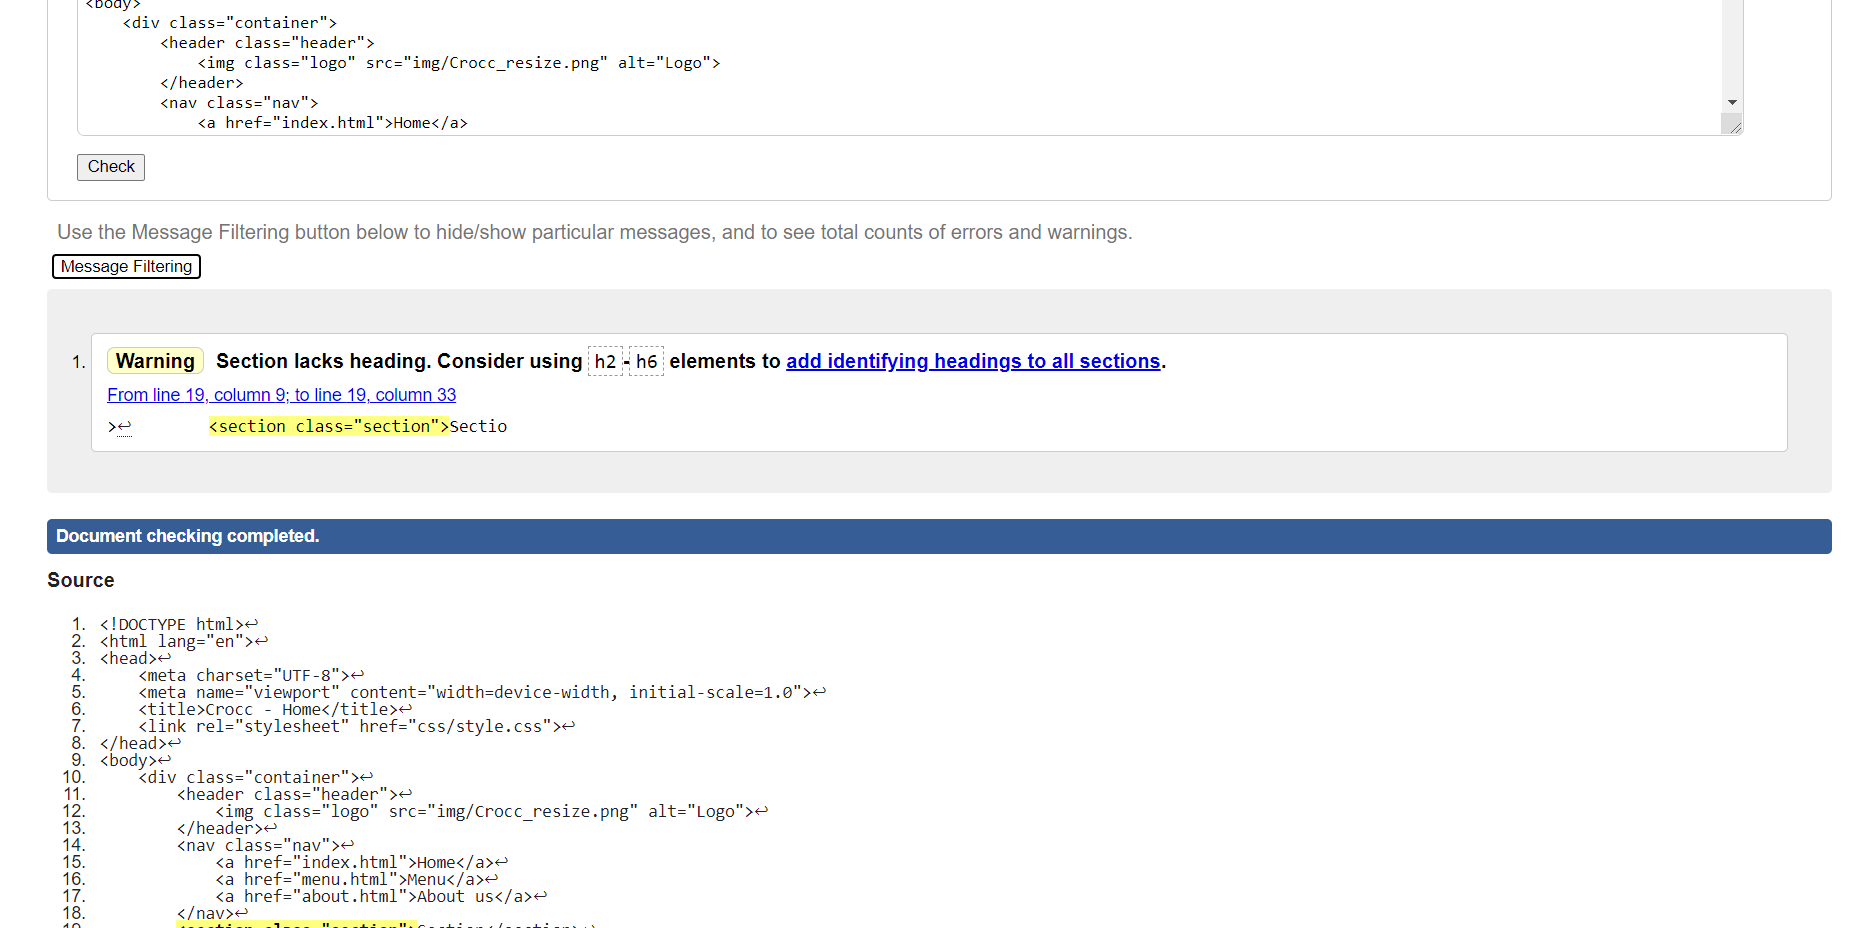 <body>
<div class="container">
<header class="header">
<img class="logo" src="img/Crocc_resize.png" alt="Logo">
</header>
<nav class="nav">
<a href="index.html">Home</a>
Check
Use the Message Filtering button below to hide/show particular messages, and to see total counts of errors and warnings.
Message Filtering
1. Warning Section lacks heading. Consider using h2-h6 elements to add identifying headings to all sections.
From line 19, column 9; to line 19, column 33
>↩ <section class="section">Sectio
Document checking completed.
Source
1. <!DOCTYPE html>↩
2. <html lang="en">↩
3. <head>↩
4. <meta charset="UTF-8">↩
5. <meta name="viewport" content="width=device-width, initial-scale=1.0">↩
6. <title>Crocc - Home</title>↩
7. <link rel="stylesheet" href="css/style.css">↩
8. </head>↩
9. <body>↩
10. <div class="container">↩
11. <header class="header">↩
12. <img class="logo" src="img/Crocc_resize.png" alt="Logo">↩
13. </header>↩
14. <nav class="nav">↩
15. <a href="index.html">Home</a>↩
16. <a href="menu.html">Menu</a>↩
17. <a href="about.html">About us</a>↩
18. </nav>↩
19. <section class="section">Section</section>↩